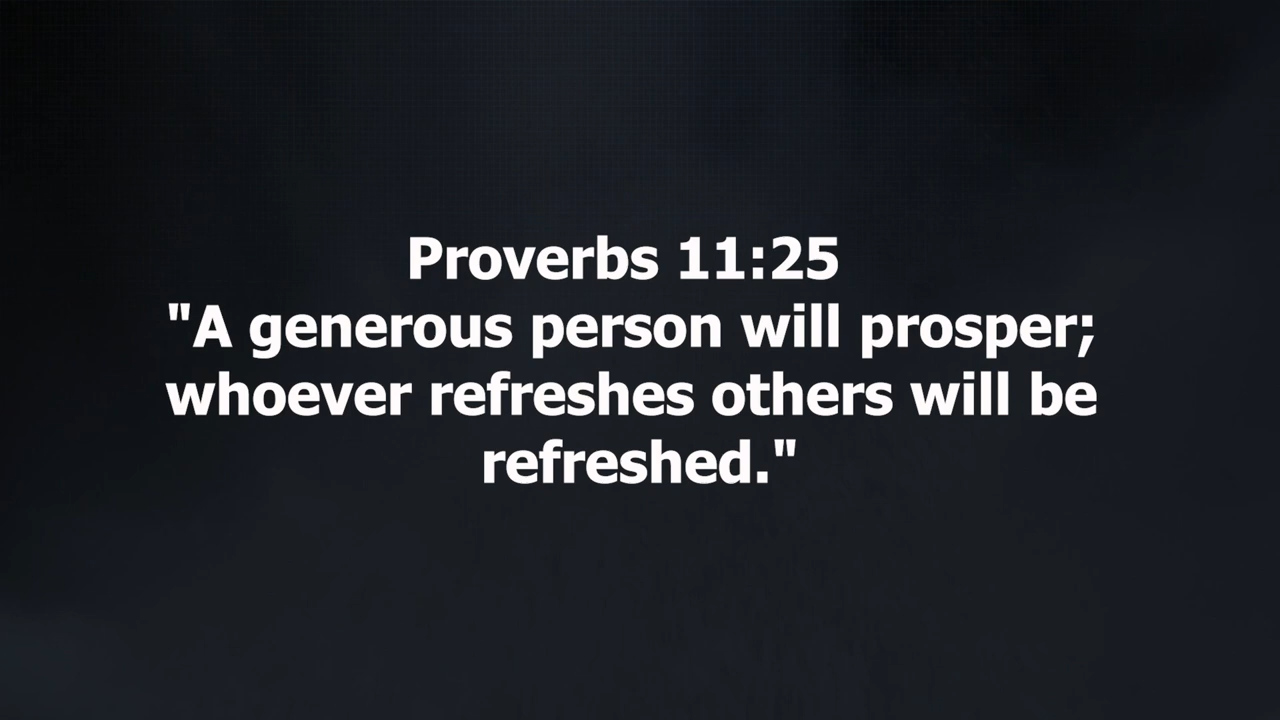 Proverbs 11:25
"A generous person will prosper;
whoever refreshes others will be
refreshed."